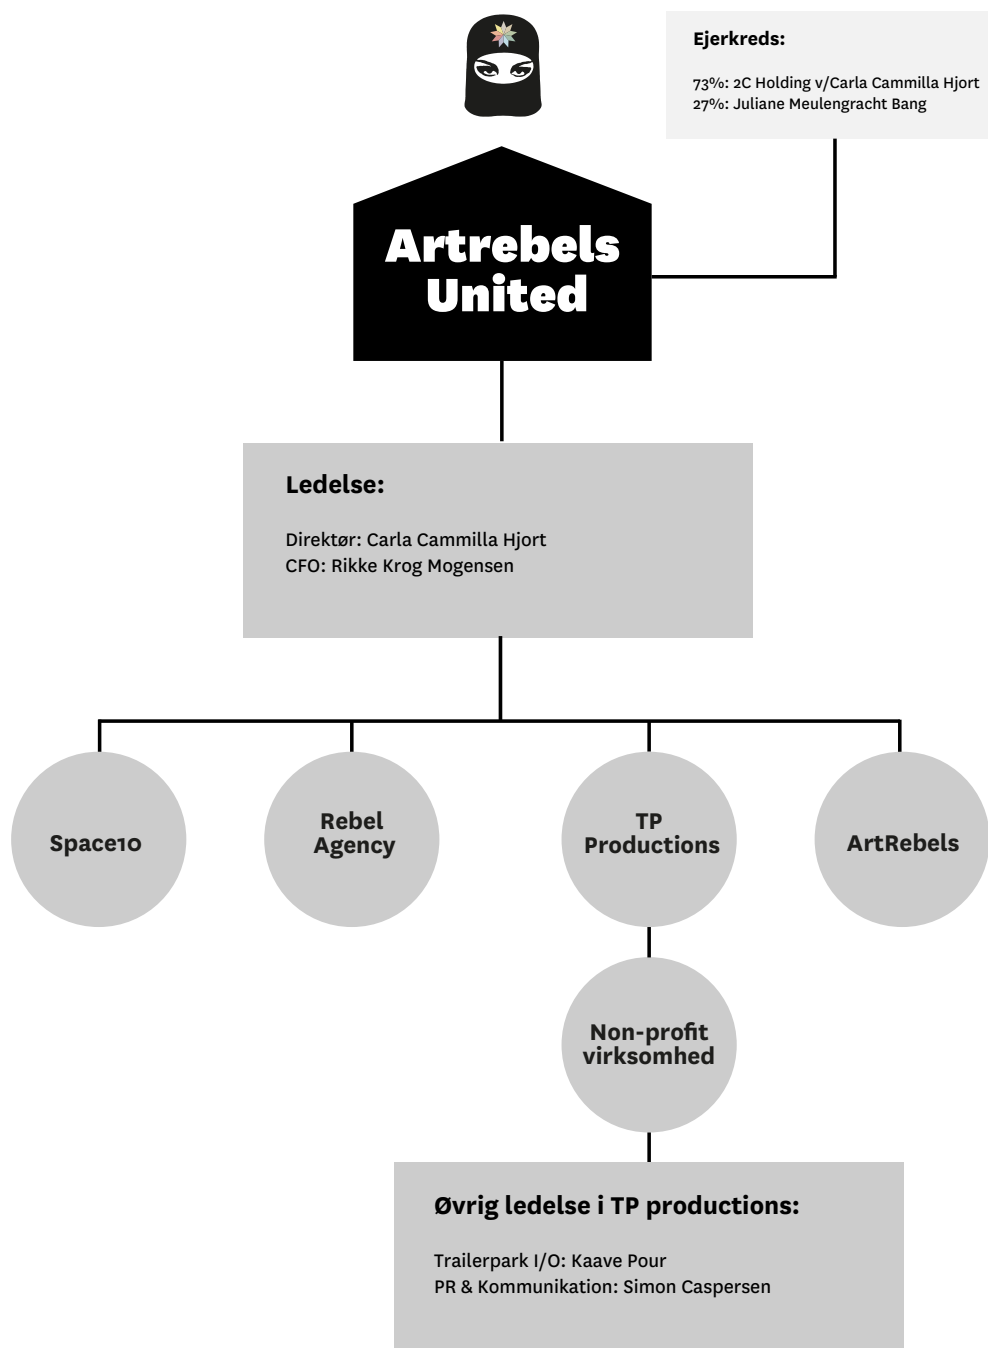 Ejerkreds:
73%: 2C Holding v/Carla Cammilla Hjort
27%: Juliane Meulengracht Bang
Artrebels
United
Ledelse:
Direktør: Carla Cammilla Hjort
CFO: Rikke Krog Mogensen
Space10
Rebel
Agency
TP
Productions
ArtRebels
Non-profit
virksomhed
Øvrig ledelse i TP productions:
Trailerpark I/O: Kaave Pour
PR & Kommunikation: Simon Caspersen